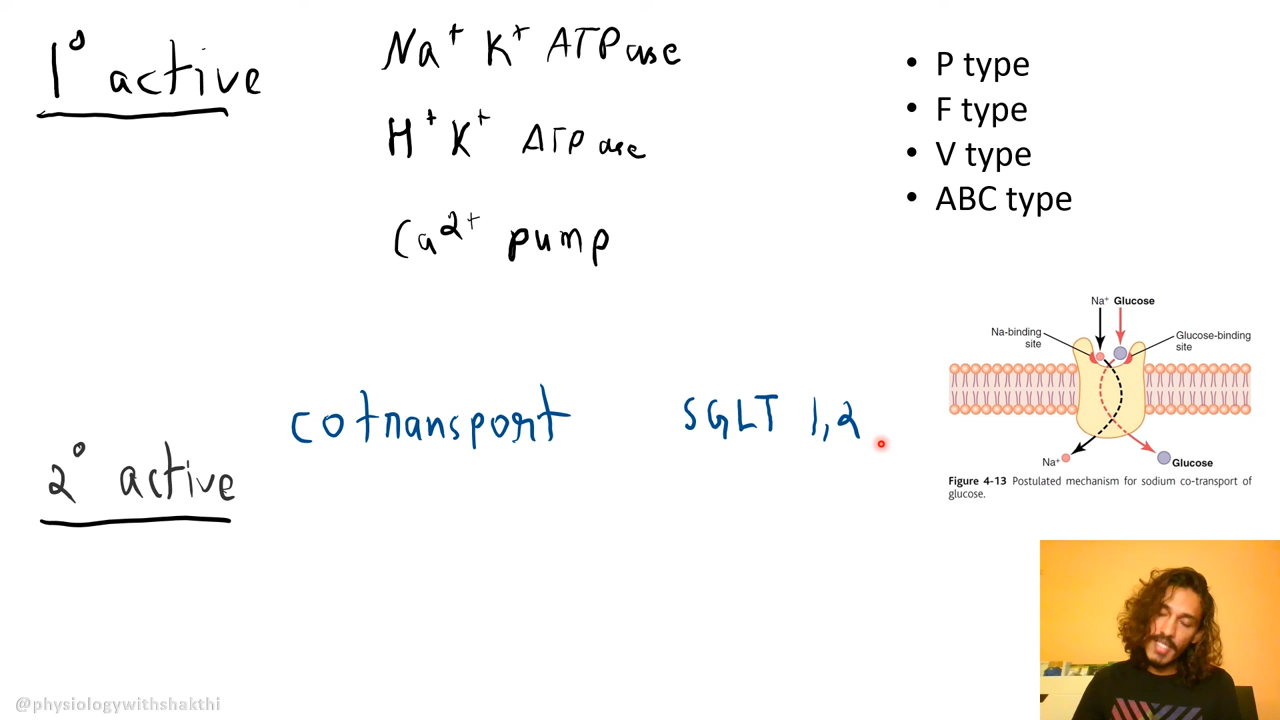 1° active
Na⁺ K⁺ ATPase
H⁺ K⁺ ATPase
Ca²⁺ pump
• P type
• F type
• V type
• ABC type
2° active
cotransport
SGLT 1,2
Na⁺ Glucose
Na-binding
site
Glucose-binding
site
Na⁺
Glucose
Figure 4-13 Postulated mechanism for sodium co-transport of
glucose.
@physiologywithshakthi